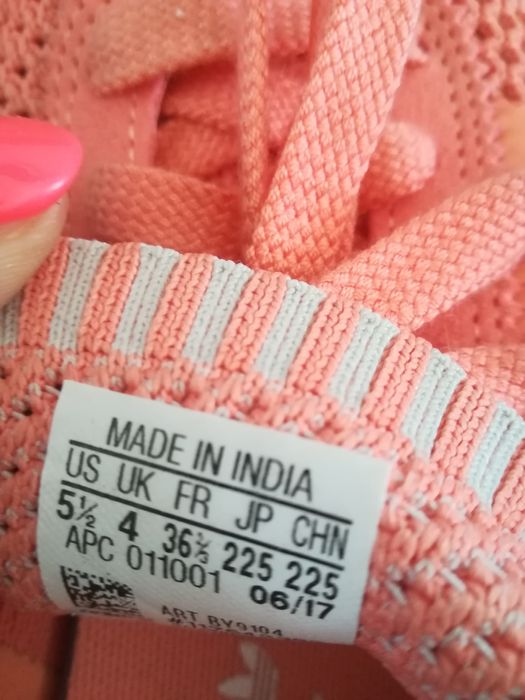 MADE IN INDIA
US UK FR JP CHN
5½ 4 36⅔ 225 225
APC 011001 06/17
ART